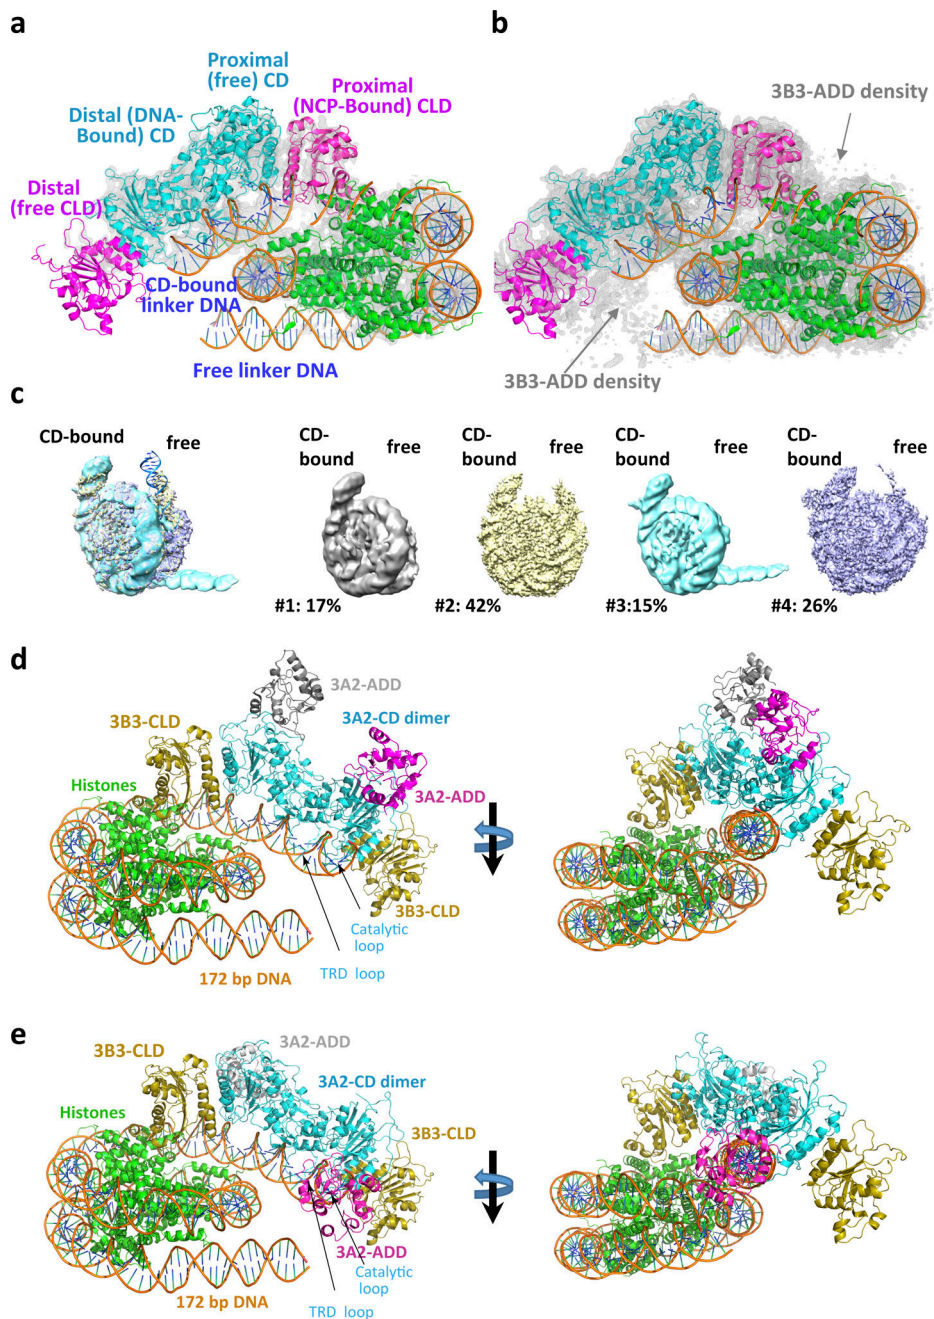 a
Proximal
(free) CD
Proximal
(NCP-Bound) CLD
Distal (DNA-
Bound) CD
Distal
(free CLD)
CD-bound
linker DNA
Free linker DNA
b
3B3-ADD density
3B3-ADD density
c
CD-bound
free
CD-
bound
free
#1: 17%
CD-
bound
free
#2: 42%
CD-
bound
free
#3:15%
CD-
bound
free
#4: 26%
d
3A2-ADD
3A2-CD dimer
3B3-CLD
Histones
3A2-ADD
3B3-CLD
Catalytic
loop
TRD loop
172 bp DNA
e
3A2-ADD
3B3-CLD
3A2-CD dimer
Histones
3B3-CLD
3A2-ADD
Catalytic
loop
172 bp DNA
TRD loop